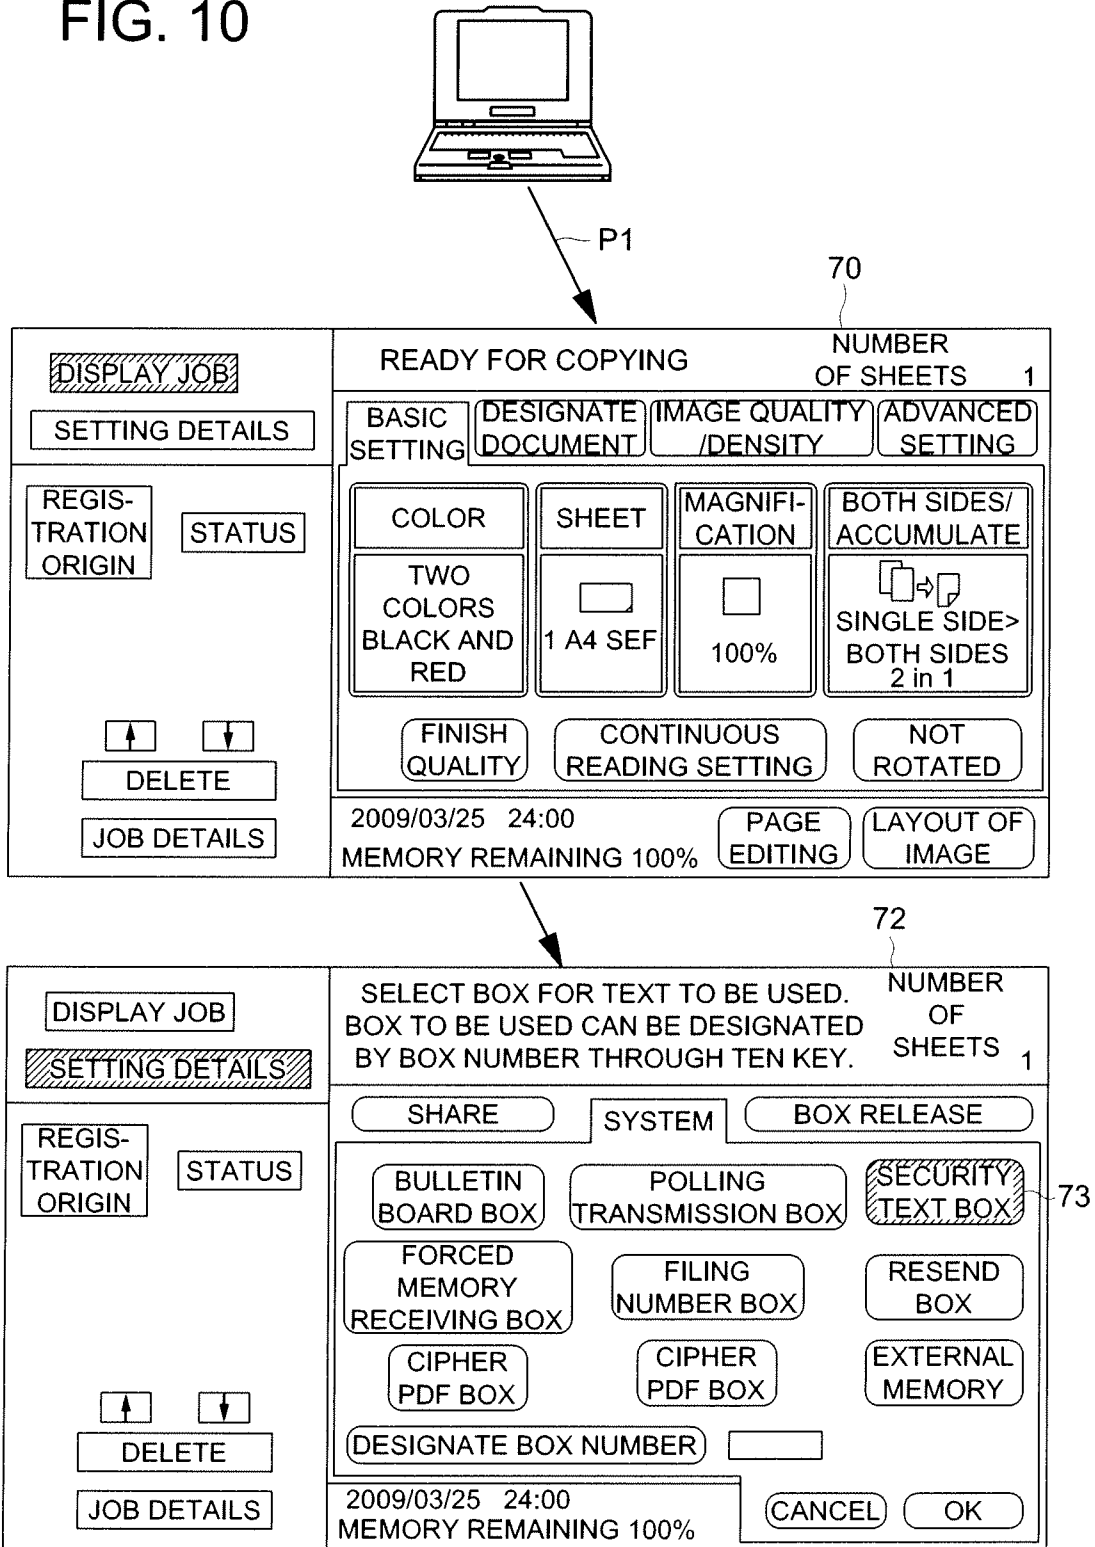 FIG. 10
P1
70
DISPLAY JOB
SETTING DETAILS
REGIS-
TRATION
ORIGIN
STATUS
DELETE
JOB DETAILS
READY FOR COPYING
NUMBER
OF SHEETS 1
BASIC
SETTING
DESIGNATE
DOCUMENT
IMAGE QUALITY
/DENSITY
ADVANCED
SETTING
COLOR
TWO
COLORS
BLACK AND
RED
SHEET
1 A4 SEF
MAGNIFI-
CATION
100%
BOTH SIDES/
ACCUMULATE
SINGLE SIDE>
BOTH SIDES
2 in 1
FINISH
QUALITY
CONTINUOUS
READING SETTING
NOT
ROTATED
2009/03/25 24:00
MEMORY REMAINING 100%
PAGE
EDITING
LAYOUT OF
IMAGE
72
DISPLAY JOB
SETTING DETAILS
REGIS-
TRATION
ORIGIN
STATUS
DELETE
JOB DETAILS
SELECT BOX FOR TEXT TO BE USED.
BOX TO BE USED CAN BE DESIGNATED
BY BOX NUMBER THROUGH TEN KEY.
NUMBER
OF
SHEETS 1
SHARE
SYSTEM
BOX RELEASE
BULLETIN
BOARD BOX
POLLING
TRANSMISSION BOX
SECURITY
TEXT BOX
73
FORCED
MEMORY
RECEIVING BOX
FILING
NUMBER BOX
RESEND
BOX
CIPHER
PDF BOX
CIPHER
PDF BOX
EXTERNAL
MEMORY
DESIGNATE BOX NUMBER
2009/03/25 24:00
MEMORY REMAINING 100%
CANCEL
OK